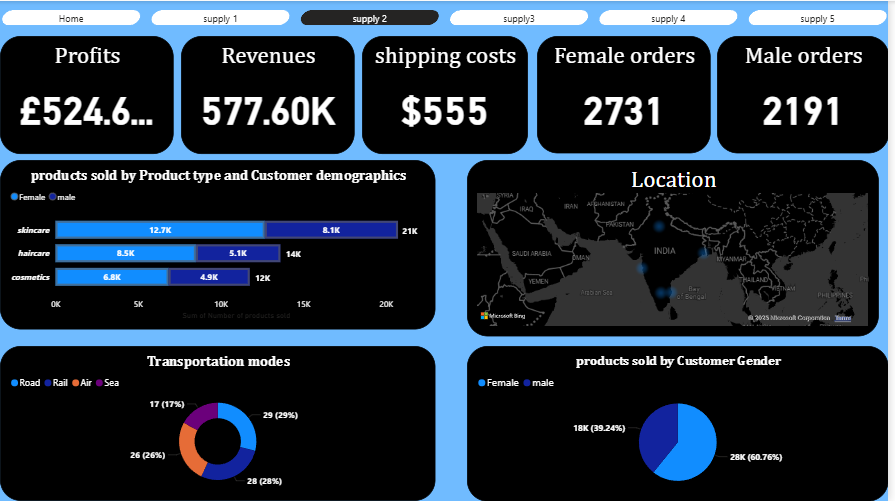 Home
supply 1
supply 2
supply3
supply 4
supply 5
Profits
£524.6...
Revenues
577.60K
shipping costs
$555
Female orders
2731
Male orders
2191
products sold by Product type and Customer demographics
Female male
skincare 12.7K 8.1K 21K
haircare 8.5K 5.1K 14K
cosmetics 6.8K 4.9K 12K
0K 5K 10K 15K 20K
Sum of Number of products sold
Location
SYRIA
IRAQ
IRAN
AFGHANISTAN
PAKISTAN
SAUDI ARABIA
OMAN
INDIA
MYANMAR
YEMEN
THAILAND
VIETNAM
PHILIPPINES
Arabian Sea
Bay
of Bengal
Microsoft Bing
© 2025 Microsoft Corporation Terms
Transportation modes
Road Rail Air Sea
17 (17%)
29 (29%)
26 (26%)
28 (28%)
products sold by Customer Gender
Female male
18K (39.24%)
28K (60.76%)